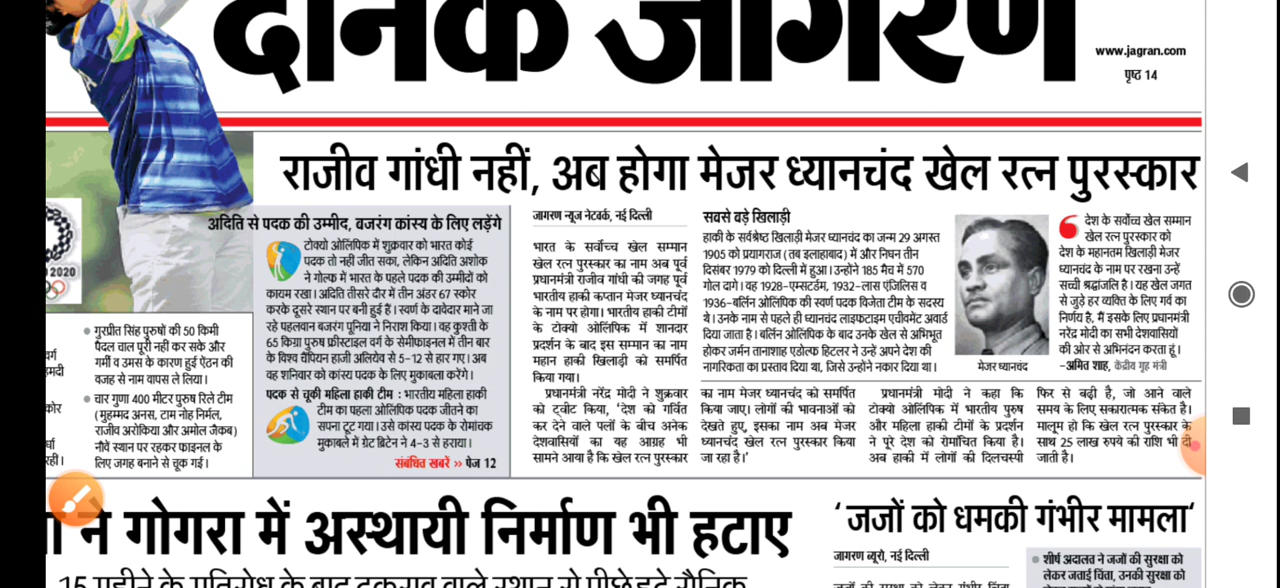 दैनिक जागरण
www.jagran.com
पृष्ठ 14
राजीव गांधी नहीं, अब होगा मेजर ध्यानचंद खेल रत्न पुरस्कार
2020
गुरप्रीत सिंह पुरुषों की 50 किमी
पैदल चाल पूरी नहीं कर सके और
गर्मी व उमस के कारण हुई ऐंठन की
वजह से नाम वापस ले लिया।
चार गुणा 400 मीटर पुरुष रिले टीम
(मुहम्मद अनस, टाम नोह निर्मल,
राजीव अरोकिया और अमोल जैकब)
नौवें स्थान पर रहकर फाइनल के
लिए जगह बनाने से चूक गई।
अदिति से पदक की उम्मीद, बजरंग कांस्य के लिए लड़ेंगे
टोक्यो ओलिंपिक में शुक्रवार को भारत कोई
पदक तो नहीं जीत सका, लेकिन अदिति अशोक
ने गोल्फ में भारत के पहले पदक की उम्मीदों को
कायम रखा। अदिति तीसरे दौर में तीन अंडर 67 स्कोर
करके दूसरे स्थान पर बनी हुई हैं। स्वर्ण के दावेदार माने जा
रहे पहलवान बजरंग पूनिया ने निराश किया। वह कुश्ती के
65 किग्रा पुरुष फ्रीस्टाइल वर्ग के सेमीफाइनल में तीन बार
के विश्व चैंपियन हाजी अलियेव से 5-12 से हार गए। अब
वह शनिवार को कांस्य पदक के लिए मुकाबला करेंगे।
पदक से चूकी महिला हाकी टीम : भारतीय महिला हाकी
टीम का पहला ओलिंपिक पदक जीतने का
सपना टूट गया। उसे कांस्य पदक के रोमांचक
मुकाबले में ग्रेट ब्रिटेन ने 4-3 से हराया।
संबंधित खबरें >> पेज 12
जागरण न्यूज नेटवर्क, नई दिल्ली
भारत के सर्वोच्च खेल सम्मान
खेल रत्न पुरस्कार का नाम अब पूर्व
प्रधानमंत्री राजीव गांधी की जगह पूर्व
भारतीय हाकी कप्तान मेजर ध्यानचंद
के नाम पर होगा। भारतीय हाकी टीमों
के टोक्यो ओलिंपिक में शानदार
प्रदर्शन के बाद इस सम्मान का नाम
महान हाकी खिलाड़ी को समर्पित
किया गया।
प्रधानमंत्री नरेंद्र मोदी ने शुक्रवार
को ट्वीट किया, 'देश को गर्वित
कर देने वाले पलों के बीच अनेक
देशवासियों का यह आग्रह भी
सामने आया है कि खेल रत्न पुरस्कार
सबसे बड़े खिलाड़ी
हाकी के सर्वश्रेष्ठ खिलाड़ी मेजर ध्यानचंद का जन्म 29 अगस्त
1905 को प्रयागराज (तब इलाहाबाद) में और निधन तीन
दिसंबर 1979 को दिल्ली में हुआ। उन्होंने 185 मैच में 570
गोल दागे। वह 1928-एम्सटर्डम, 1932-लास एंजिलिस व
1936-बर्लिन ओलिंपिक की स्वर्ण पदक विजेता टीम के सदस्य
थे। उनके नाम से पहले ही ध्यानचंद लाइफटाइम एचीवमेंट अवार्ड
दिया जाता है। बर्लिन ओलिंपिक के बाद उनके खेल से अभिभूत
होकर जर्मन तानाशाह एडोल्फ हिटलर ने उन्हें अपने देश की
नागरिकता का प्रस्ताव दिया था, जिसे उन्होंने नकार दिया था।
मेजर ध्यानचंद
देश के सर्वोच्च खेल सम्मान
खेल रत्न पुरस्कार को
देश के महानतम खिलाड़ी मेजर
ध्यानचंद के नाम पर रखना उन्हें
सच्ची श्रद्धांजलि है। यह खेल जगत
से जुड़े हर व्यक्ति के लिए गर्व का
निर्णय है, मैं इसके लिए प्रधानमंत्री
नरेंद्र मोदी का सभी देशवासियों
की ओर से अभिनंदन करता हूं।
-अमित शाह, केंद्रीय गृह मंत्री
का नाम मेजर ध्यानचंद को समर्पित
किया जाए। लोगों की भावनाओं को
देखते हुए, इसका नाम अब मेजर
ध्यानचंद खेल रत्न पुरस्कार किया
जा रहा है।'
प्रधानमंत्री मोदी ने कहा कि
टोक्यो ओलिंपिक में भारतीय पुरुष
और महिला हाकी टीमों के प्रदर्शन
ने पूरे देश को रोमांचित किया है।
अब हाकी में लोगों की दिलचस्पी
फिर से बढ़ी है, जो आने वाले
समय के लिए सकारात्मक संकेत है।
मालूम हो कि खेल रत्न पुरस्कार के
साथ 25 लाख रुपये की राशि भी दी
जाती है।
ने गोगरा में अस्थायी निर्माण भी हटाए
'जजों को धमकी गंभीर मामला'
जागरण ब्यूरो, नई दिल्ली
शीर्ष अदालत ने जजों की सुरक्षा को
लेकर जताई चिंता, उनकी सुरक्षा को